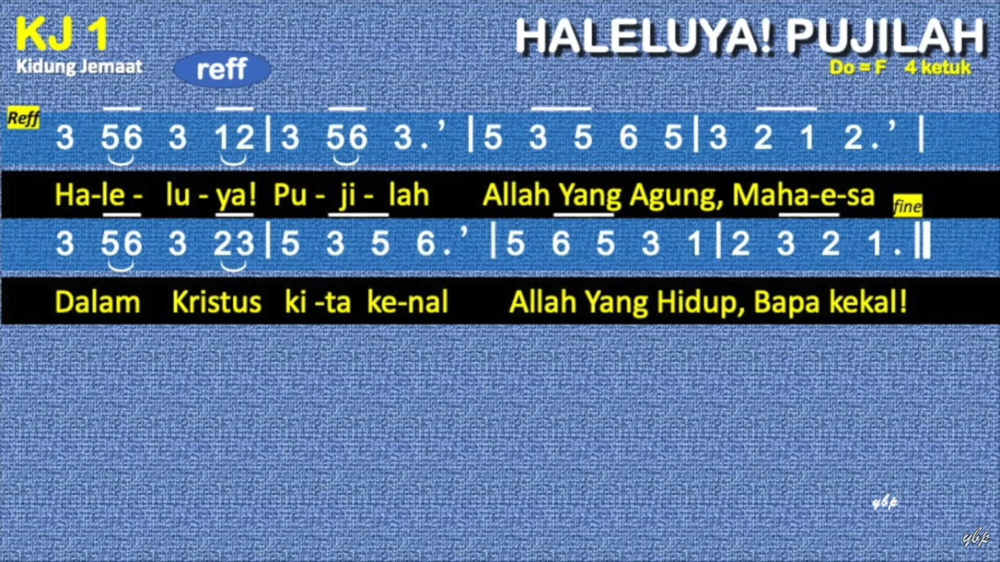 KJ 1
HALELUYA! PUJILAH
Kidung Jemaat
reff
Do = F 4 ketuk
Reff
3 56 3 12 | 3 56 3 . ’ | 5 3 5 6 5 | 3 2 1 2 . ’ |
Ha-le - lu - ya! Pu - ji - lah Allah Yang Agung, Maha-e-sa fine
3 56 3 23 | 5 3 5 6 . ’ | 5 6 5 3 1 | 2 3 2 1 . ||
Dalam Kristus ki -ta ke-nal Allah Yang Hidup, Bapa kekal!
ybp
ybp